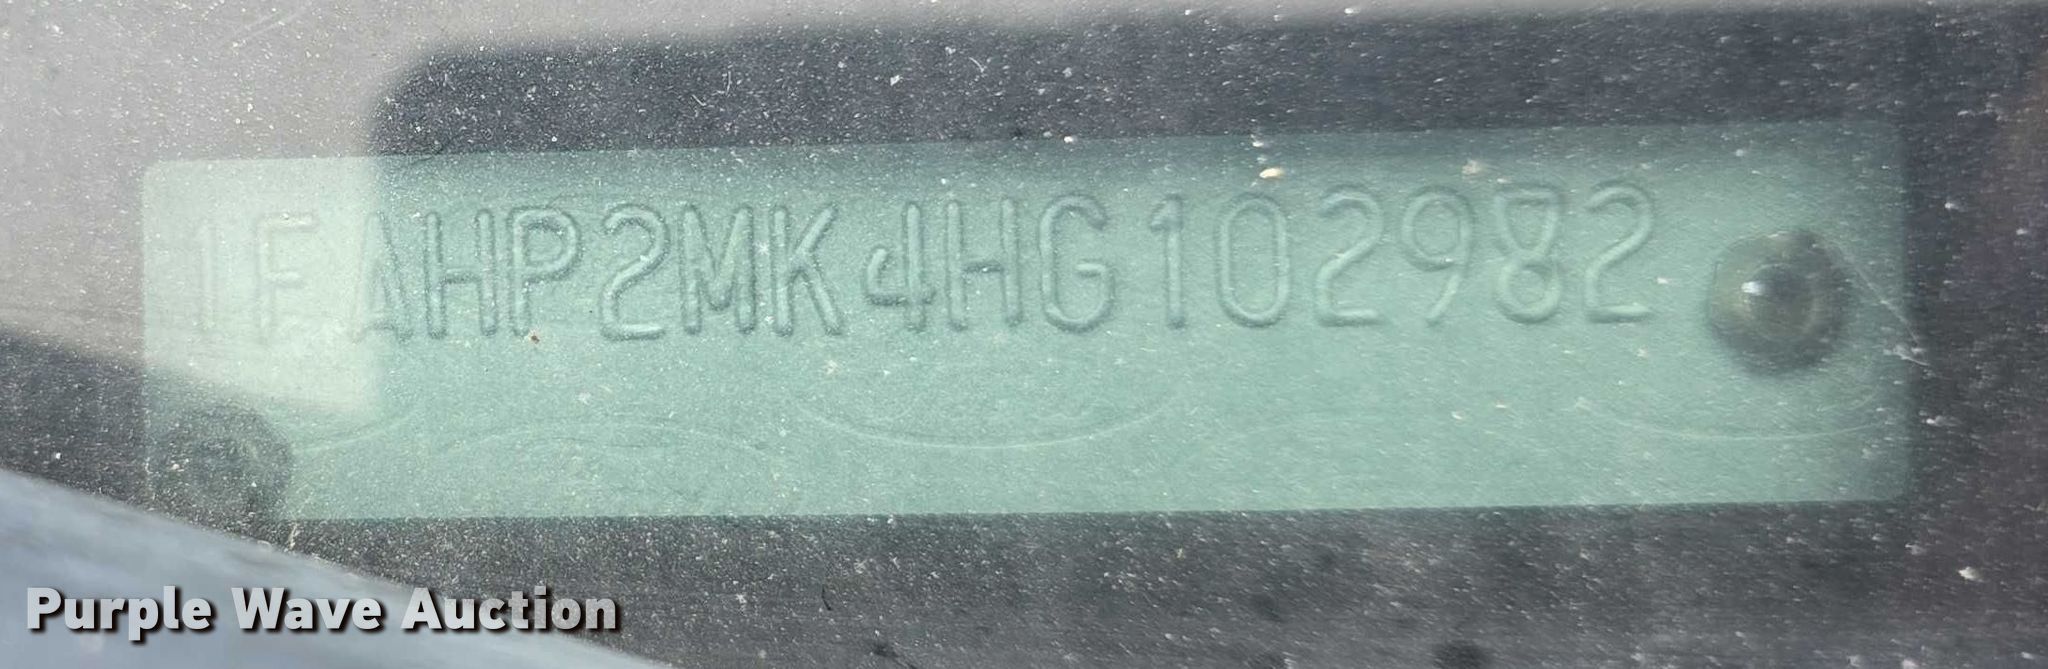 1FAHP2MK4HG102982
Purple Wave Auction